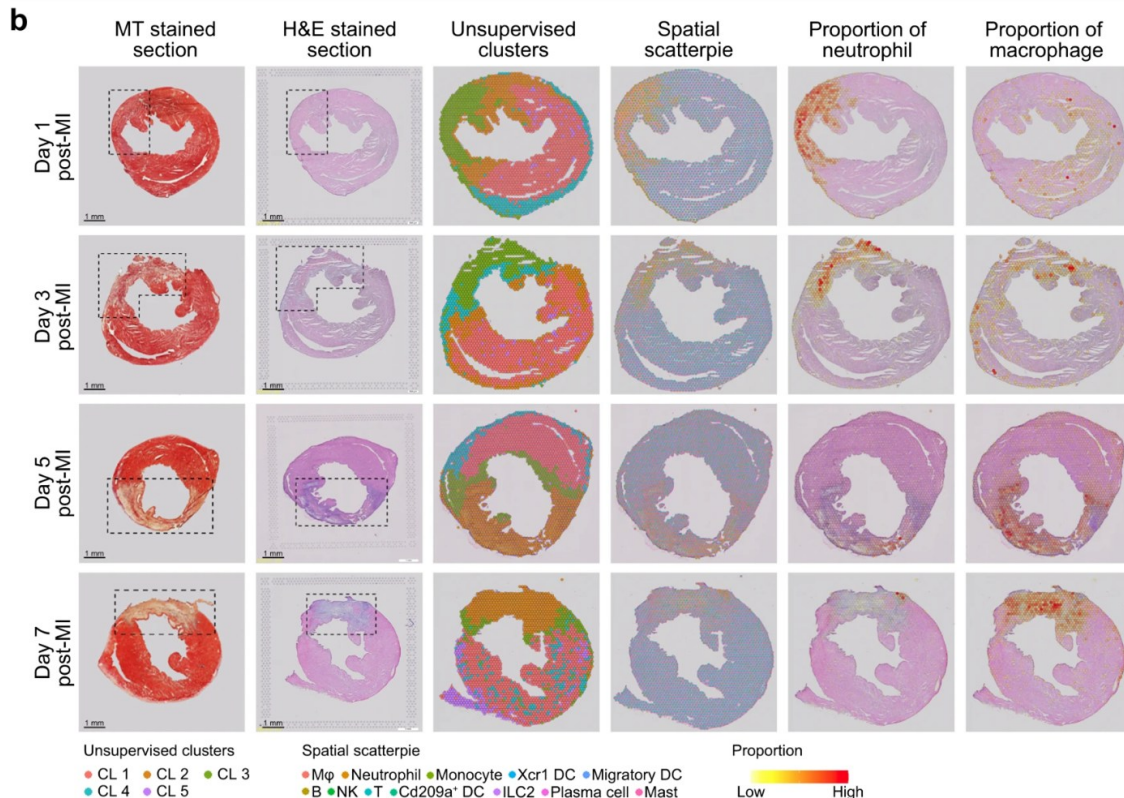 b
MT stained section
H&E stained section
Unsupervised clusters
Spatial scatterpie
Proportion of neutrophil
Proportion of macrophage
Day 1 post-MI
1 mm
Day 3 post-MI
1 mm
Day 5 post-MI
1 mm
Day 7 post-MI
1 mm
Unsupervised clusters
CL 1 CL 2 CL 3
CL 4 CL 5
Spatial scatterpie
Mφ Neutrophil Monocyte Xcr1 DC Migratory DC
B NK T Cd209a⁺ DC ILC2 Plasma cell Mast
Proportion
Low High